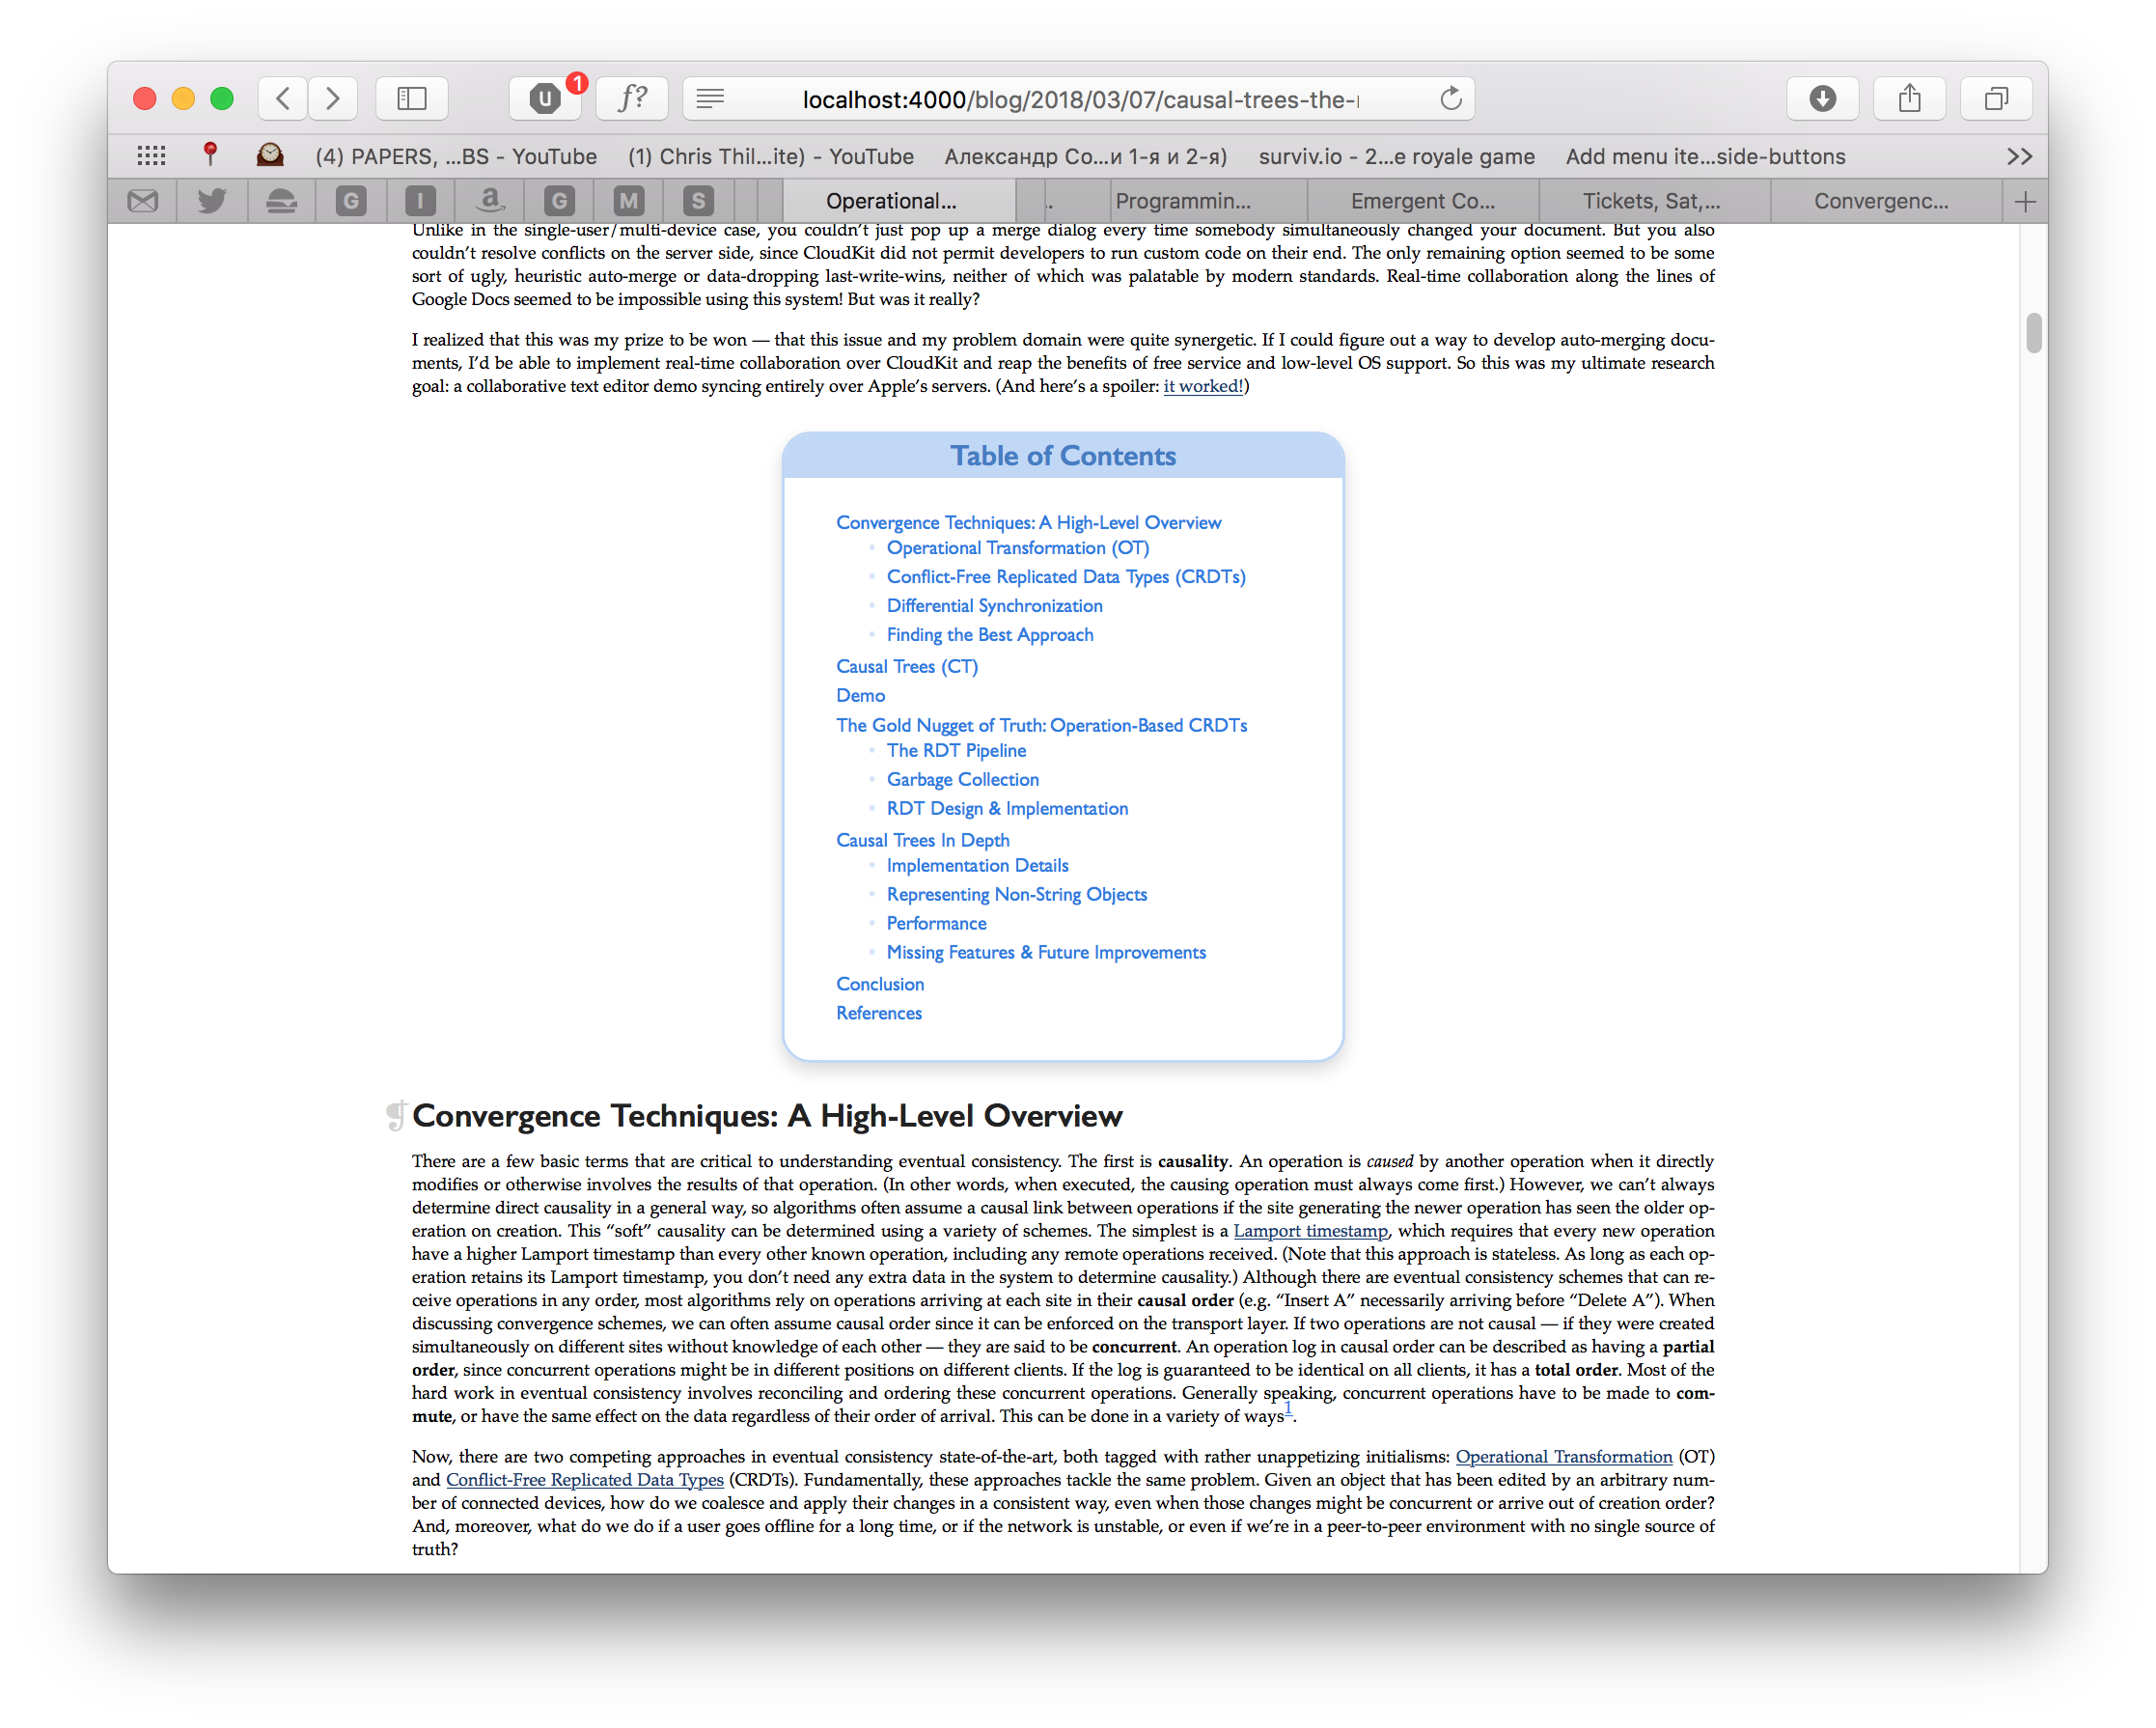 1
f?
localhost:4000/blog/2018/03/07/causal-trees-the-
(4) PAPERS, ...BS - YouTube (1) Chris Thil...ite) - YouTube Александр Со...и 1-я и 2-я) surviv.io - 2...e royale game Add menu ite...side-buttons >>
G I a G M S Operational... .. Programmin... Emergent Co... Tickets, Sat,... Convergenc... +
Unlike in the single-user/multi-device case, you couldn’t just pop up a merge dialog every time somebody simultaneously changed your document. But you also
couldn’t resolve conflicts on the server side, since CloudKit did not permit developers to run custom code on their end. The only remaining option seemed to be some
sort of ugly, heuristic auto-merge or data-dropping last-write-wins, neither of which was palatable by modern standards. Real-time collaboration along the lines of
Google Docs seemed to be impossible using this system! But was it really?
I realized that this was my prize to be won — that this issue and my problem domain were quite synergetic. If I could figure out a way to develop auto-merging docu-
ments, I’d be able to implement real-time collaboration over CloudKit and reap the benefits of free service and low-level OS support. So this was my ultimate research
goal: a collaborative text editor demo syncing entirely over Apple’s servers. (And here’s a spoiler: it worked!)
Table of Contents
Convergence Techniques: A High-Level Overview
• Operational Transformation (OT)
• Conflict-Free Replicated Data Types (CRDTs)
• Differential Synchronization
• Finding the Best Approach
Causal Trees (CT)
Demo
The Gold Nugget of Truth: Operation-Based CRDTs
• The RDT Pipeline
• Garbage Collection
• RDT Design & Implementation
Causal Trees In Depth
• Implementation Details
• Representing Non-String Objects
• Performance
• Missing Features & Future Improvements
Conclusion
References
¶ Convergence Techniques: A High-Level Overview
There are a few basic terms that are critical to understanding eventual consistency. The first is causality. An operation is caused by another operation when it directly
modifies or otherwise involves the results of that operation. (In other words, when executed, the causing operation must always come first.) However, we can’t always
determine direct causality in a general way, so algorithms often assume a causal link between operations if the site generating the newer operation has seen the older op-
eration on creation. This “soft” causality can be determined using a variety of schemes. The simplest is a Lamport timestamp, which requires that every new operation
have a higher Lamport timestamp than every other known operation, including any remote operations received. (Note that this approach is stateless. As long as each op-
eration retains its Lamport timestamp, you don’t need any extra data in the system to determine causality.) Although there are eventual consistency schemes that can re-
ceive operations in any order, most algorithms rely on operations arriving at each site in their causal order (e.g. “Insert A” necessarily arriving before “Delete A”). When
discussing convergence schemes, we can often assume causal order since it can be enforced on the transport layer. If two operations are not causal — if they were created
simultaneously on different sites without knowledge of each other — they are said to be concurrent. An operation log in causal order can be described as having a partial
order, since concurrent operations might be in different positions on different clients. If the log is guaranteed to be identical on all clients, it has a total order. Most of the
hard work in eventual consistency involves reconciling and ordering these concurrent operations. Generally speaking, concurrent operations have to be made to com-
mute, or have the same effect on the data regardless of their order of arrival. This can be done in a variety of ways1.
Now, there are two competing approaches in eventual consistency state-of-the-art, both tagged with rather unappetizing initialisms: Operational Transformation (OT)
and Conflict-Free Replicated Data Types (CRDTs). Fundamentally, these approaches tackle the same problem. Given an object that has been edited by an arbitrary num-
ber of connected devices, how do we coalesce and apply their changes in a consistent way, even when those changes might be concurrent or arrive out of creation order?
And, moreover, what do we do if a user goes offline for a long time, or if the network is unstable, or even if we’re in a peer-to-peer environment with no single source of
truth?